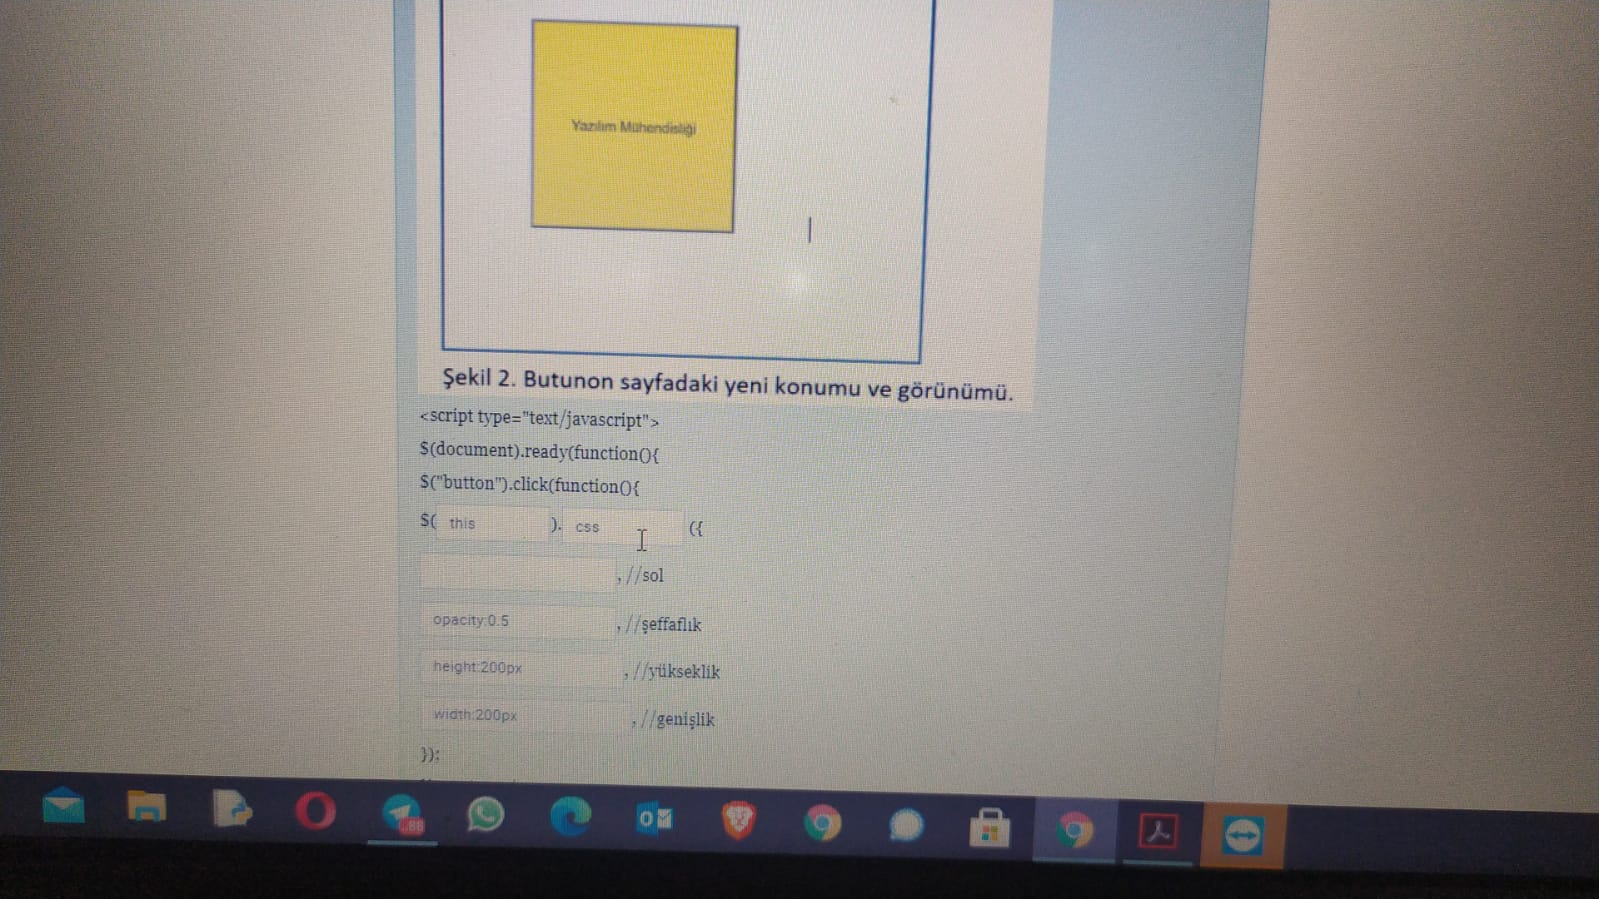 Yazılım Mühendisliği
Şekil 2. Butunon sayfadaki yeni konumu ve görünümü.
<script type="text/javascript">
$(document).ready(function(){
$("button").click(function(){
$( this ). css ({
, //sol
opacity:0.5 , //şeffaflık
height:200px , //yükseklik
width:200px , //genişlik
});
..88